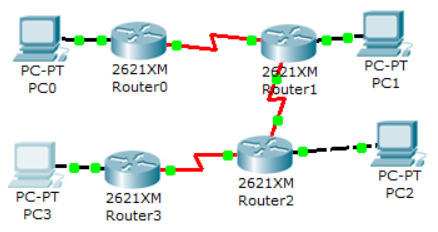 PC-PT
PC0
2621XM
Router0
2621XM
Router1
PC-PT
PC1
PC-PT
PC3
2621XM
Router3
2621XM
Router2
PC-PT
PC2